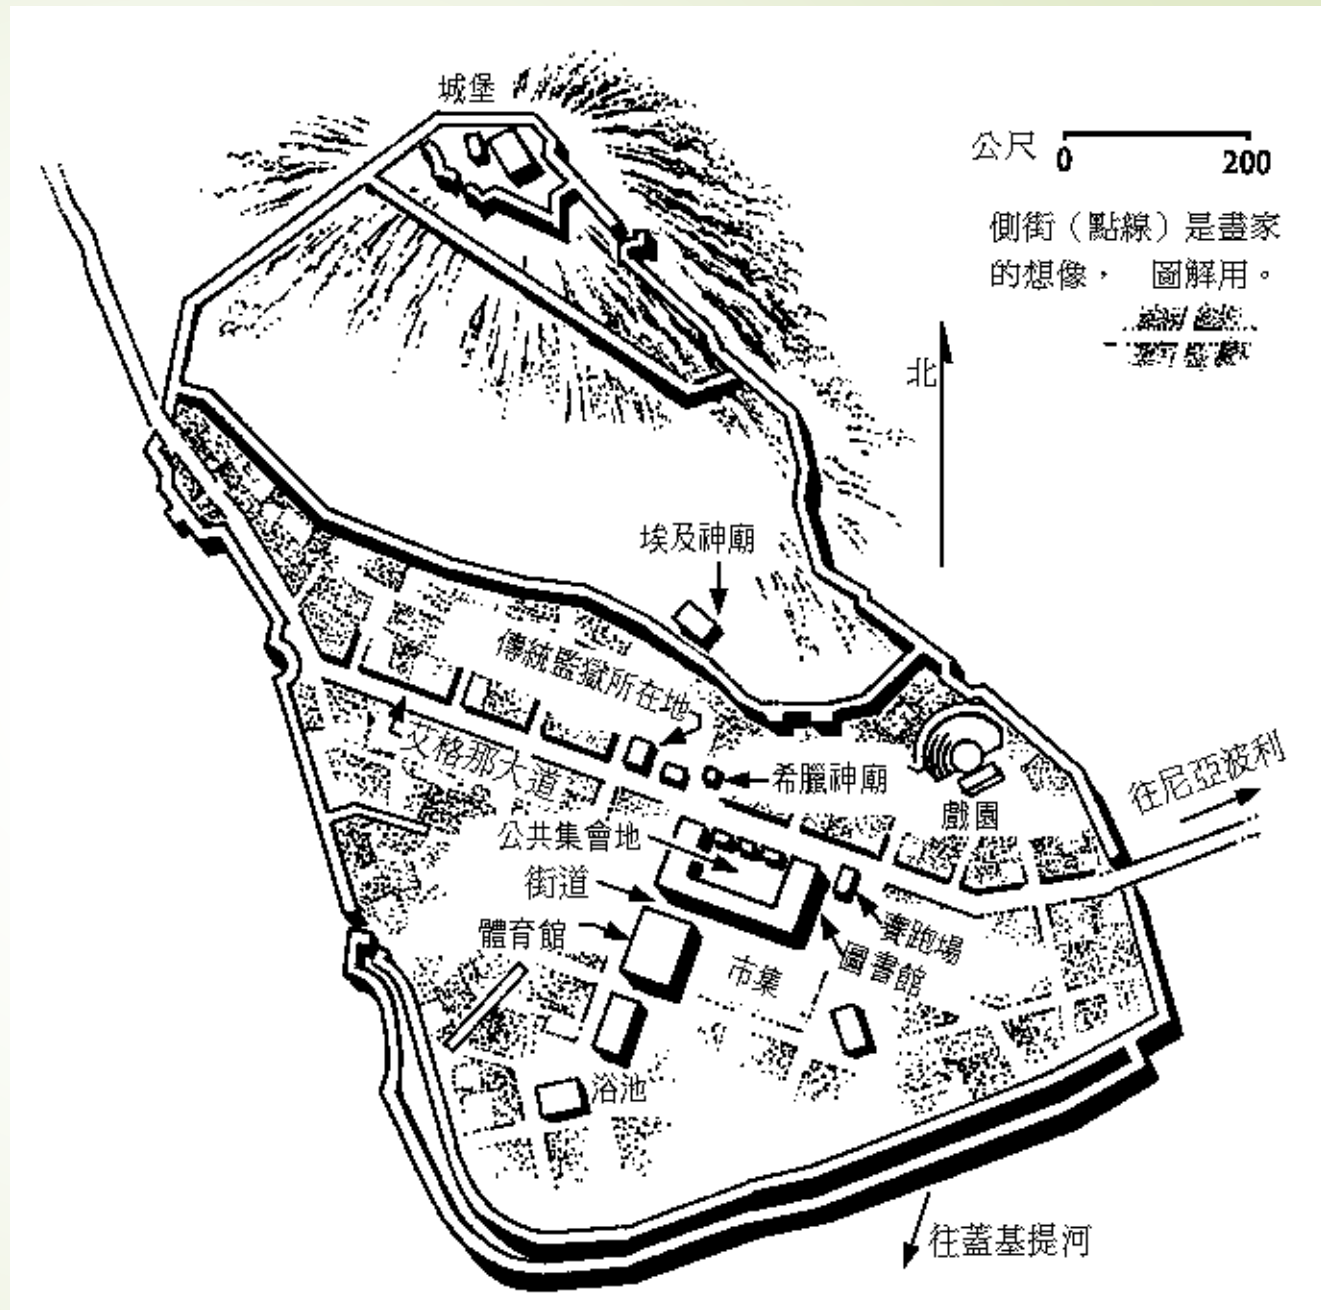 城堡
公尺 0 200
側街（點線）是畫家
的想像， 圖解用。
北
埃及神廟
傳統監獄所在地
艾格那大道
希臘神廟
戲園
往尼亞波利
公共集會地
街道
體育館
賽跑場
圖書館
市集
浴池
往蓋基提河